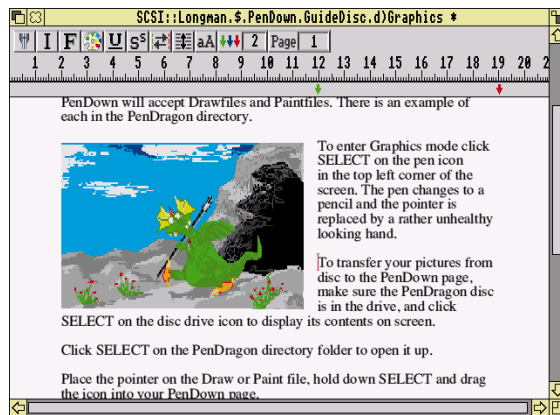 SCSI::Longman.$.PenDown.GuideDisc.d)Graphics *
I F U S S aA 2 Page 1
1 2 3 4 5 6 7 8 9 10 11 12 13 14 15 16 17 18 19 20 2
PenDown will accept Drawfiles and Paintfiles. There is an example of
each in the PenDragon directory.
To enter Graphics mode click
SELECT on the pen icon
in the top left corner of the
screen. The pen changes to a
pencil and the pointer is
replaced by a rather unhealthy
looking hand.
To transfer your pictures from
disc to the PenDown page,
make sure the PenDragon disc
is in the drive, and click
SELECT on the disc drive icon to display its contents on screen.
Click SELECT on the PenDragon directory folder to open it up.
Place the pointer on the Draw or Paint file, hold down SELECT and drag
the icon into your PenDown page.